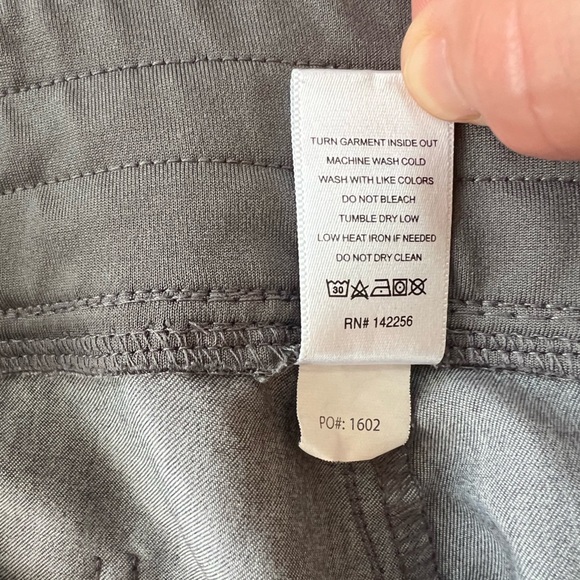 TURN GARMENT INSIDE OUT
MACHINE WASH COLD
WASH WITH LIKE COLORS
DO NOT BLEACH
TUMBLE DRY LOW
LOW HEAT IRON IF NEEDED
DO NOT DRY CLEAN
30
RN# 142256
PO#: 1602